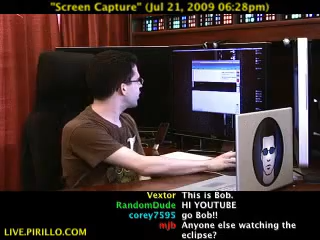 "Screen Capture" (Jul 21, 2009 06:28pm)
Vextor This is Bob.
RandomDude HI YOUTUBE
corey7595 go Bob!!
mjb Anyone else watching the
eclipse?
LIVE.PIRILLO.COM